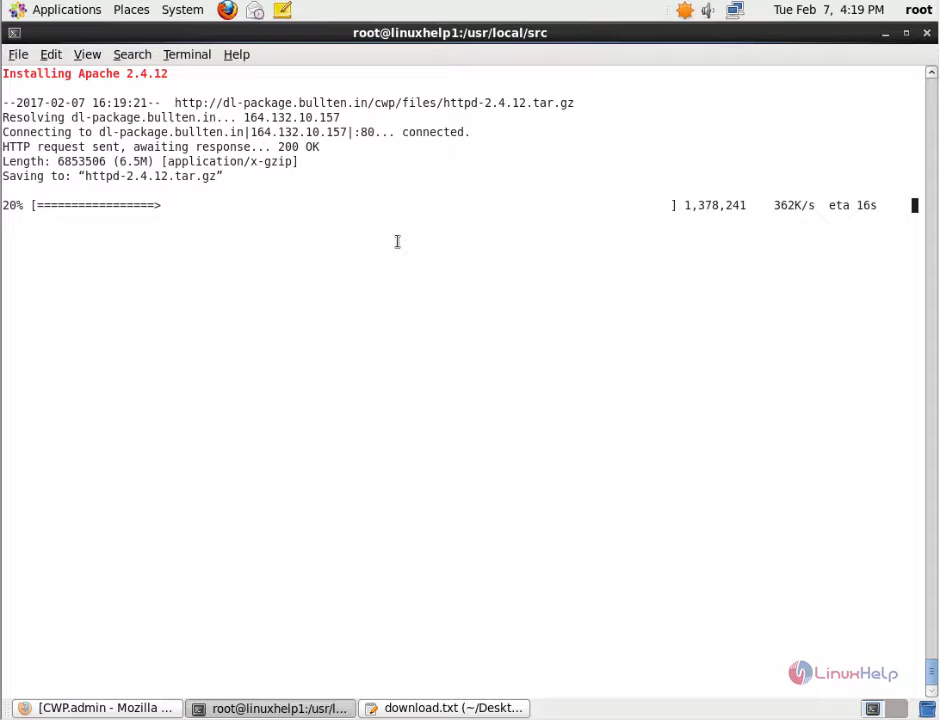 Applications Places System Tue Feb 7, 4:19 PM root
root@linuxhelp1:/usr/local/src
File Edit View Search Terminal Help
Installing Apache 2.4.12
--2017-02-07 16:19:21-- http://dl-package.bullten.in/cwp/files/httpd-2.4.12.tar.gz
Resolving dl-package.bullten.in... 164.132.10.157
Connecting to dl-package.bullten.in|164.132.10.157|:80... connected.
HTTP request sent, awaiting response... 200 OK
Length: 6853506 (6.5M) [application/x-gzip]
Saving to: “httpd-2.4.12.tar.gz”
20% [=================> ] 1,378,241 362K/s eta 16s
LinuxHelp
[CWP.admin - Mozilla ... root@linuxhelp1:/usr/l... download.txt (~/Deskt...